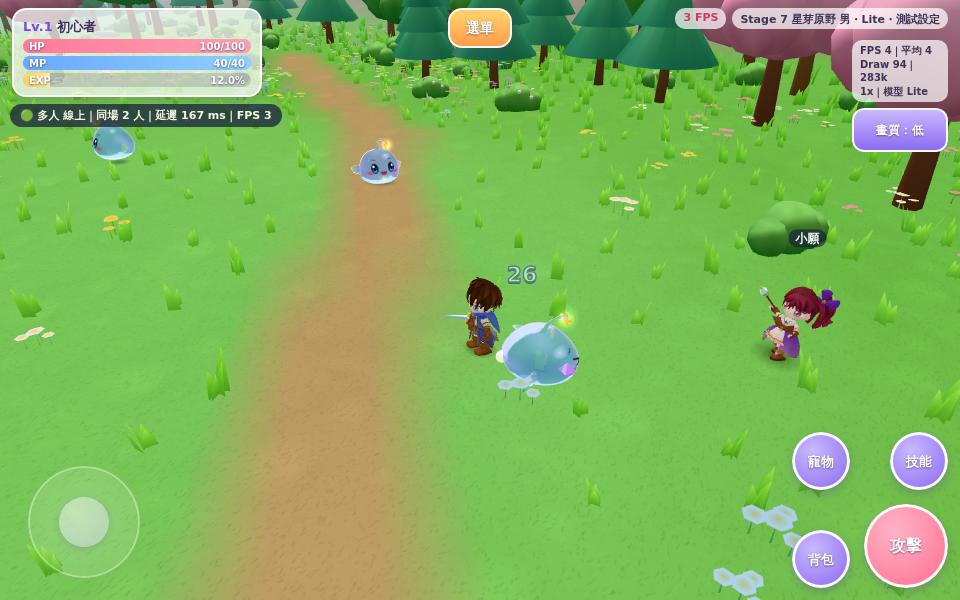 Lv.1 初心者
HP 100/100
MP 40/40
EXP 12.0%
多人 線上｜同場 2 人｜延遲 167 ms｜FPS 3
選單
3 FPS
Stage 7 星芽原野 男・Lite・測試設定
FPS 4｜平均 4
Draw 94｜
283k
1x｜模型 Lite
畫質：低
小願
26
寵物
技能
攻擊
背包